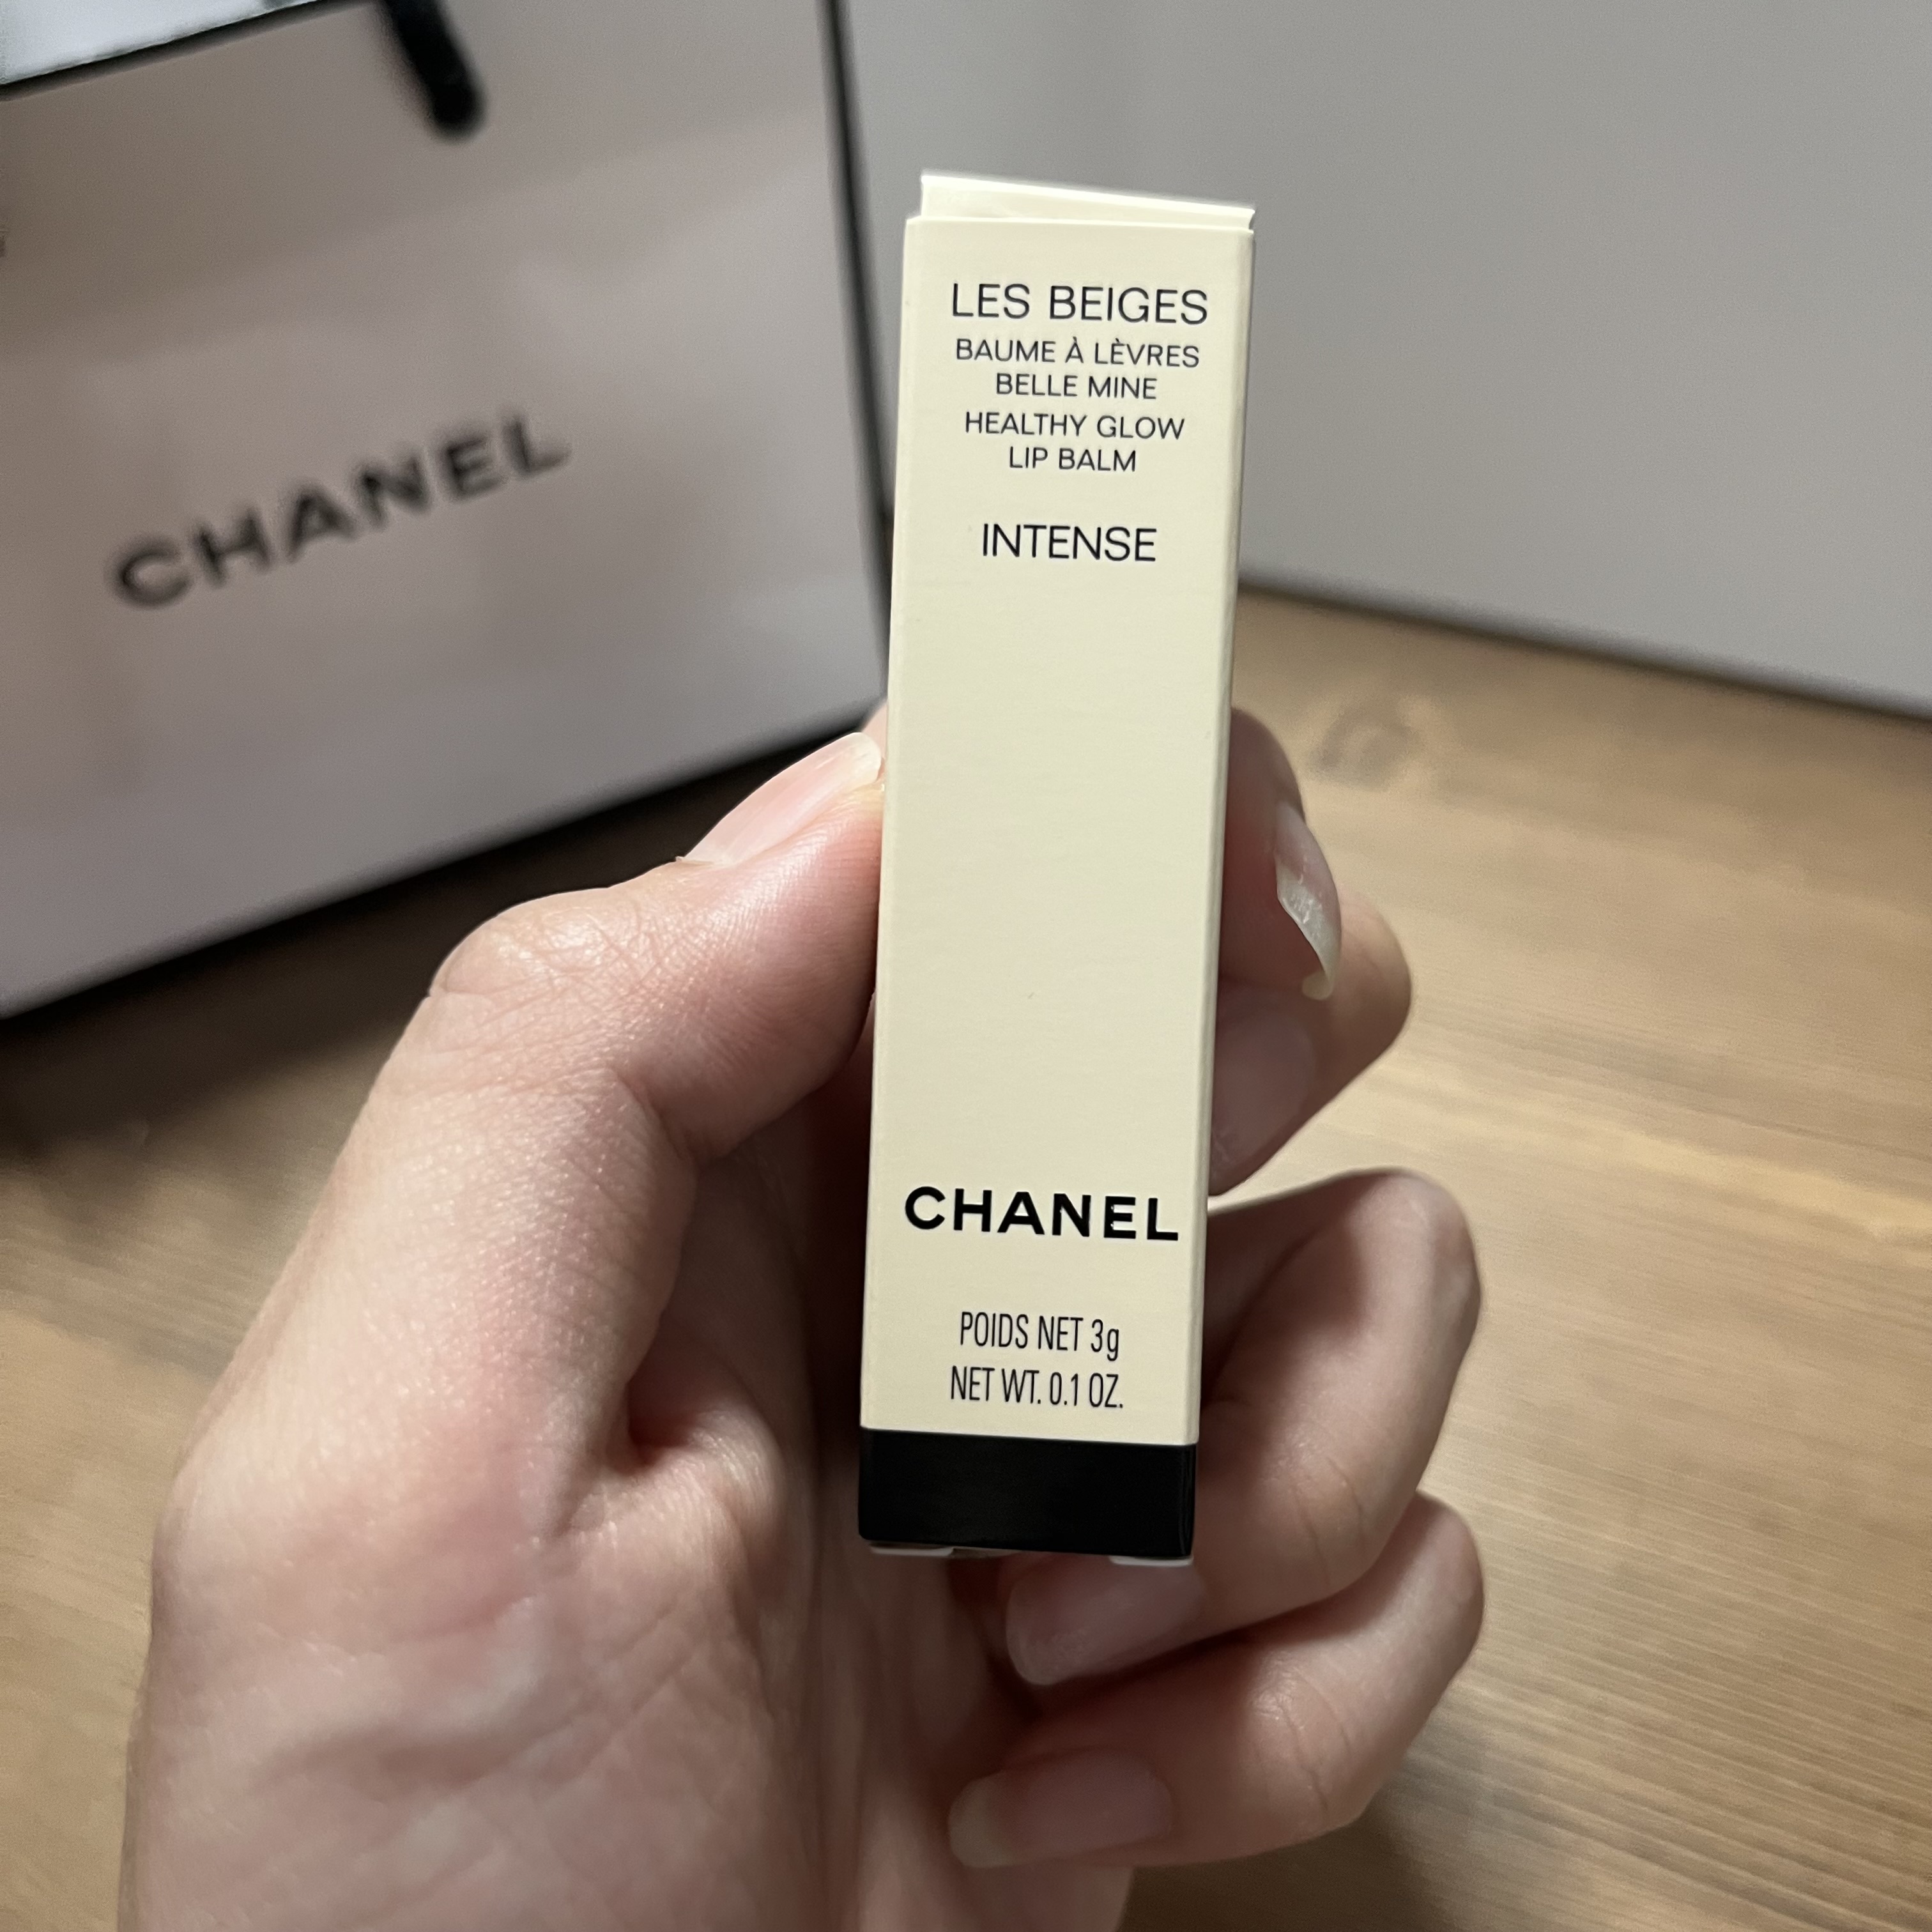 CHANEL
LES BEIGES
BAUME À LÈVRES
BELLE MINE
HEALTHY GLOW
LIP BALM
INTENSE
CHANEL
POIDS NET 3g
NET WT. 0.1 OZ.